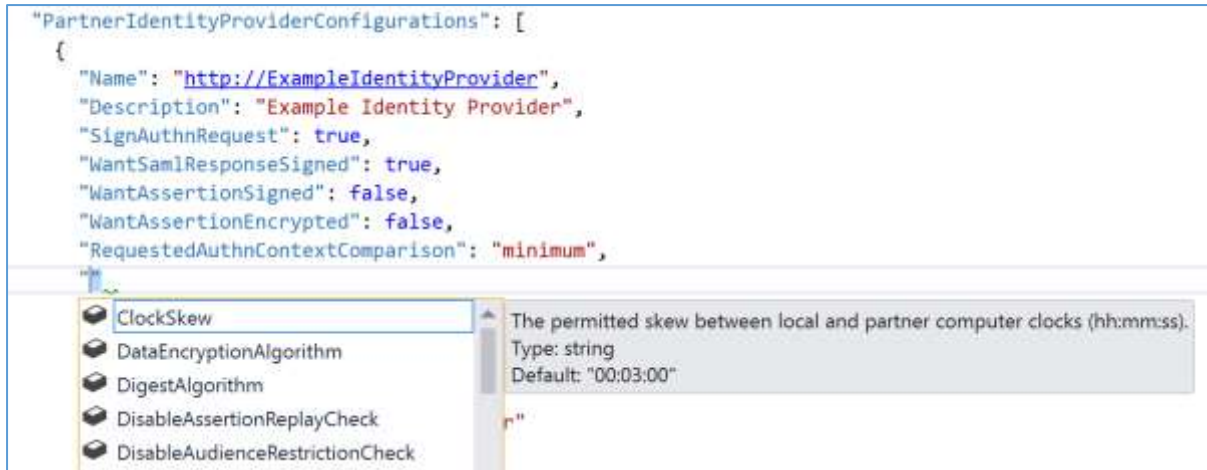 "PartnerIdentityProviderConfigurations": [
{
"Name": "http://ExampleIdentityProvider",
"Description": "Example Identity Provider",
"SignAuthnRequest": true,
"WantSamlResponseSigned": true,
"WantAssertionSigned": false,
"WantAssertionEncrypted": false,
"RequestedAuthnContextComparison": "minimum",
""
ClockSkew
The permitted skew between local and partner computer clocks (hh:mm:ss).
Type: string
Default: "00:03:00"
DataEncryptionAlgorithm
DigestAlgorithm
DisableAssertionReplayCheck
r"
DisableAudienceRestrictionCheck